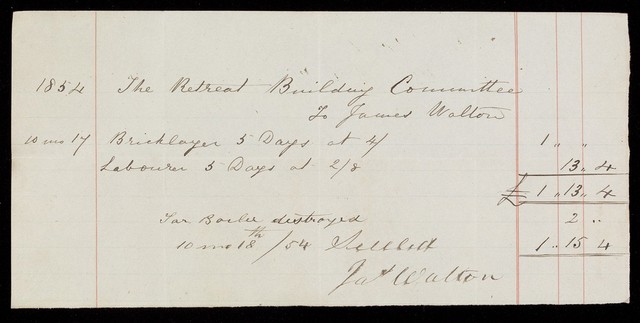 1854 The Retreat Building Committee
To James Walton
10 mo 17 Bricklayer 5 Days at 4/ 1 " "
Labourer 5 Days at 2/8 13 " 4
£ 1 " 13 " 4
Tar Boiler destroyed 2 "
10 mo 18th /54 Settled 1 " 15 4
Jas Walton